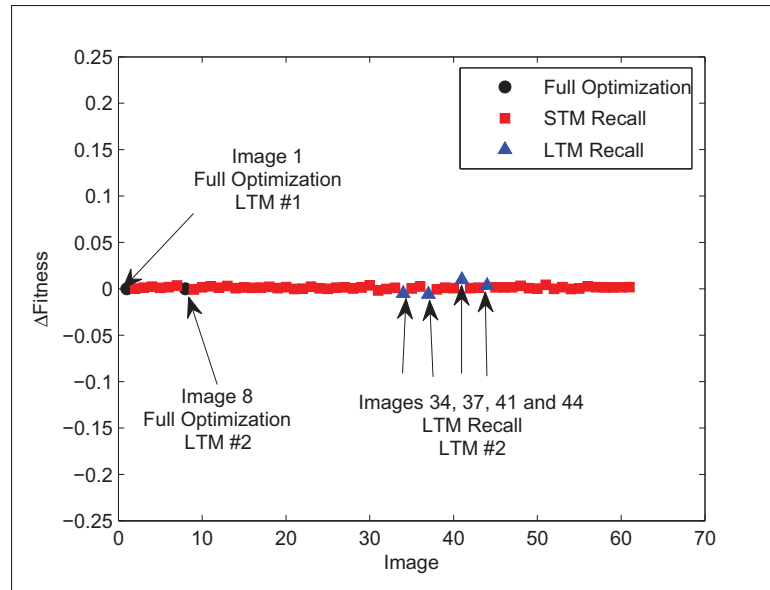 0.25
0.2
0.15
0.1
0.05
0
−0.05
−0.1
−0.15
−0.2
−0.25
ΔFitness
0 10 20 30 40 50 60 70
Image
Full Optimization
STM Recall
LTM Recall
Image 1
Full Optimization
LTM #1
Image 8
Full Optimization
LTM #2
Images 34, 37, 41 and 44
LTM Recall
LTM #2